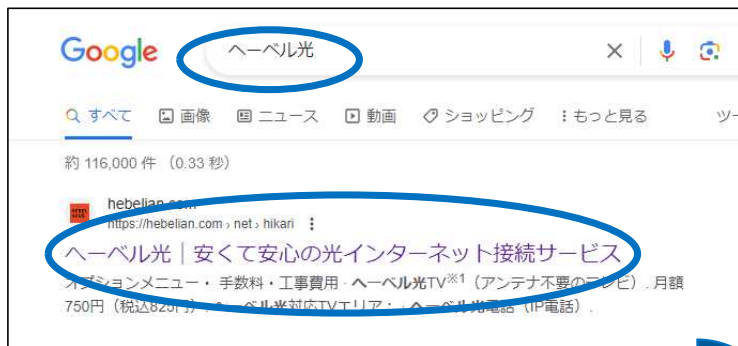 Google ヘーベル光
すべて 画像 ニュース 動画 ショッピング もっと見る ツー
約 116,000 件 （0.33 秒）
hebelian.com
https://hebelian.com › net › hikari
ヘーベル光｜安くて安心の光インターネット接続サービス
オプションメニュー・ 手数料・工事費用 · ヘーベル光TV※1（アンテナ不要のテレビ）. 月額
750円（税込825円） · ヘーベル光対応TVエリア： · ヘーベル光電話（IP電話）.